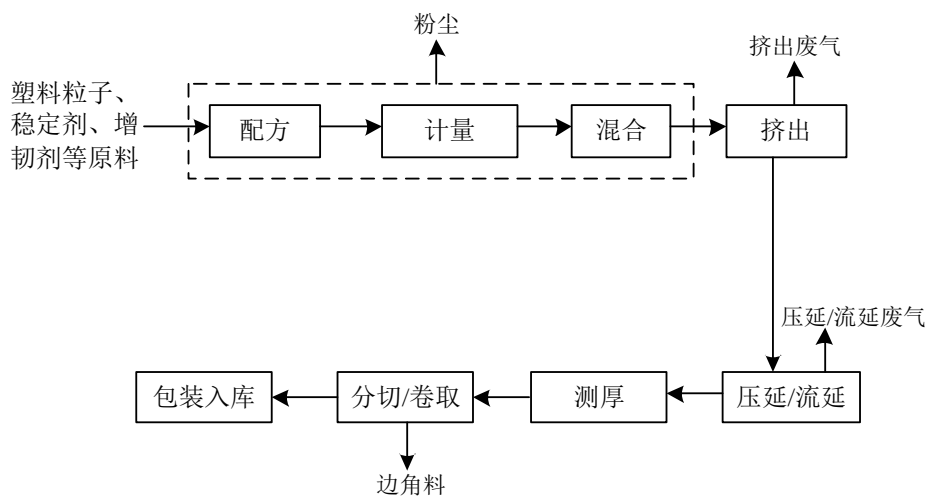 粉尘
挤出废气
塑料粒子、
稳定剂、增
韧剂等原料
配方
计量
混合
挤出
压延/流延废气
包装入库
分切/卷取
测厚
压延/流延
边角料